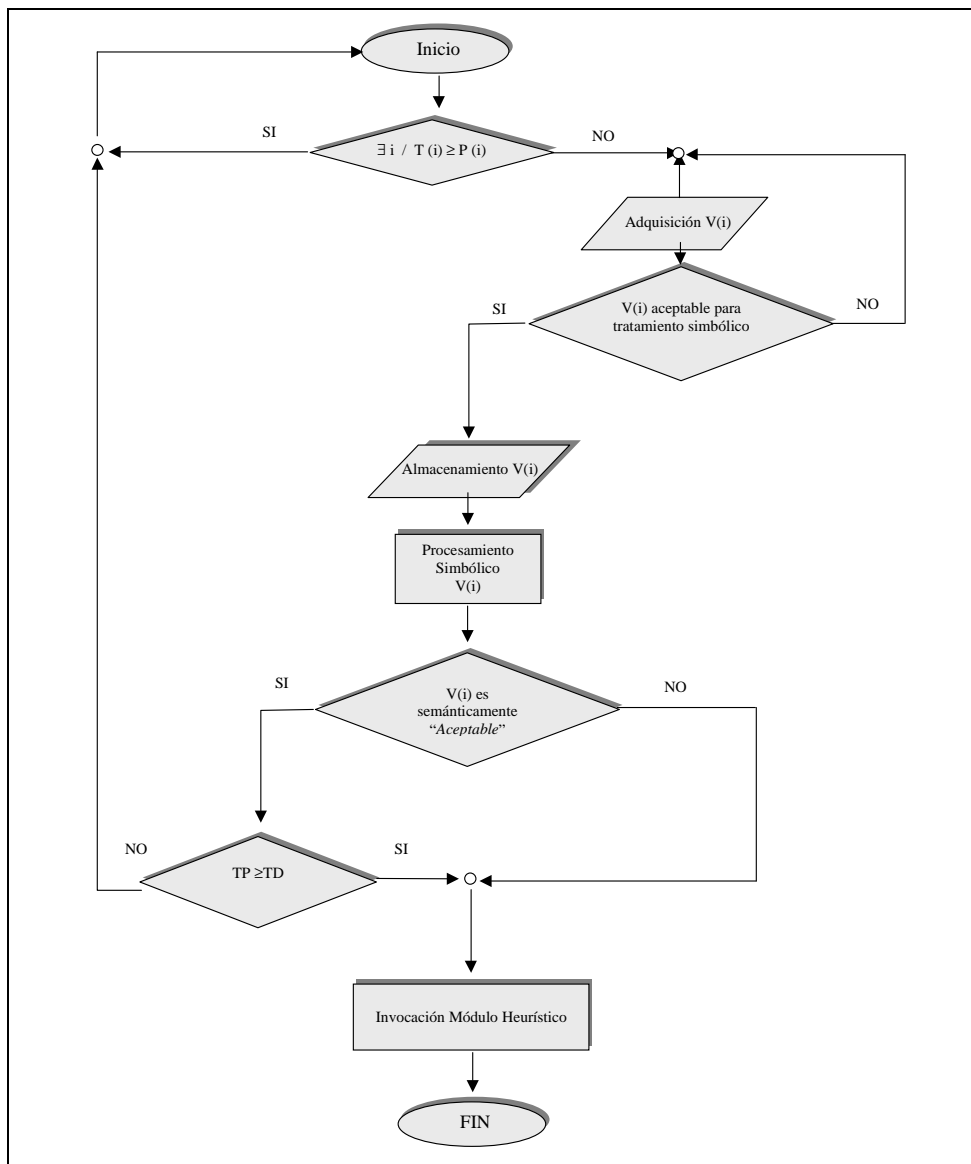 Inicio
SI
∃ i / T (i) ≥ P (i)
NO
Adquisición V(i)
SI
V(i) aceptable para
tratamiento simbólico
NO
Almacenamiento V(i)
Procesamiento
Simbólico
V(i)
SI
V(i) es
semánticamente
“Aceptable”
NO
NO
TP ≥TD
SI
Invocación Módulo Heurístico
FIN